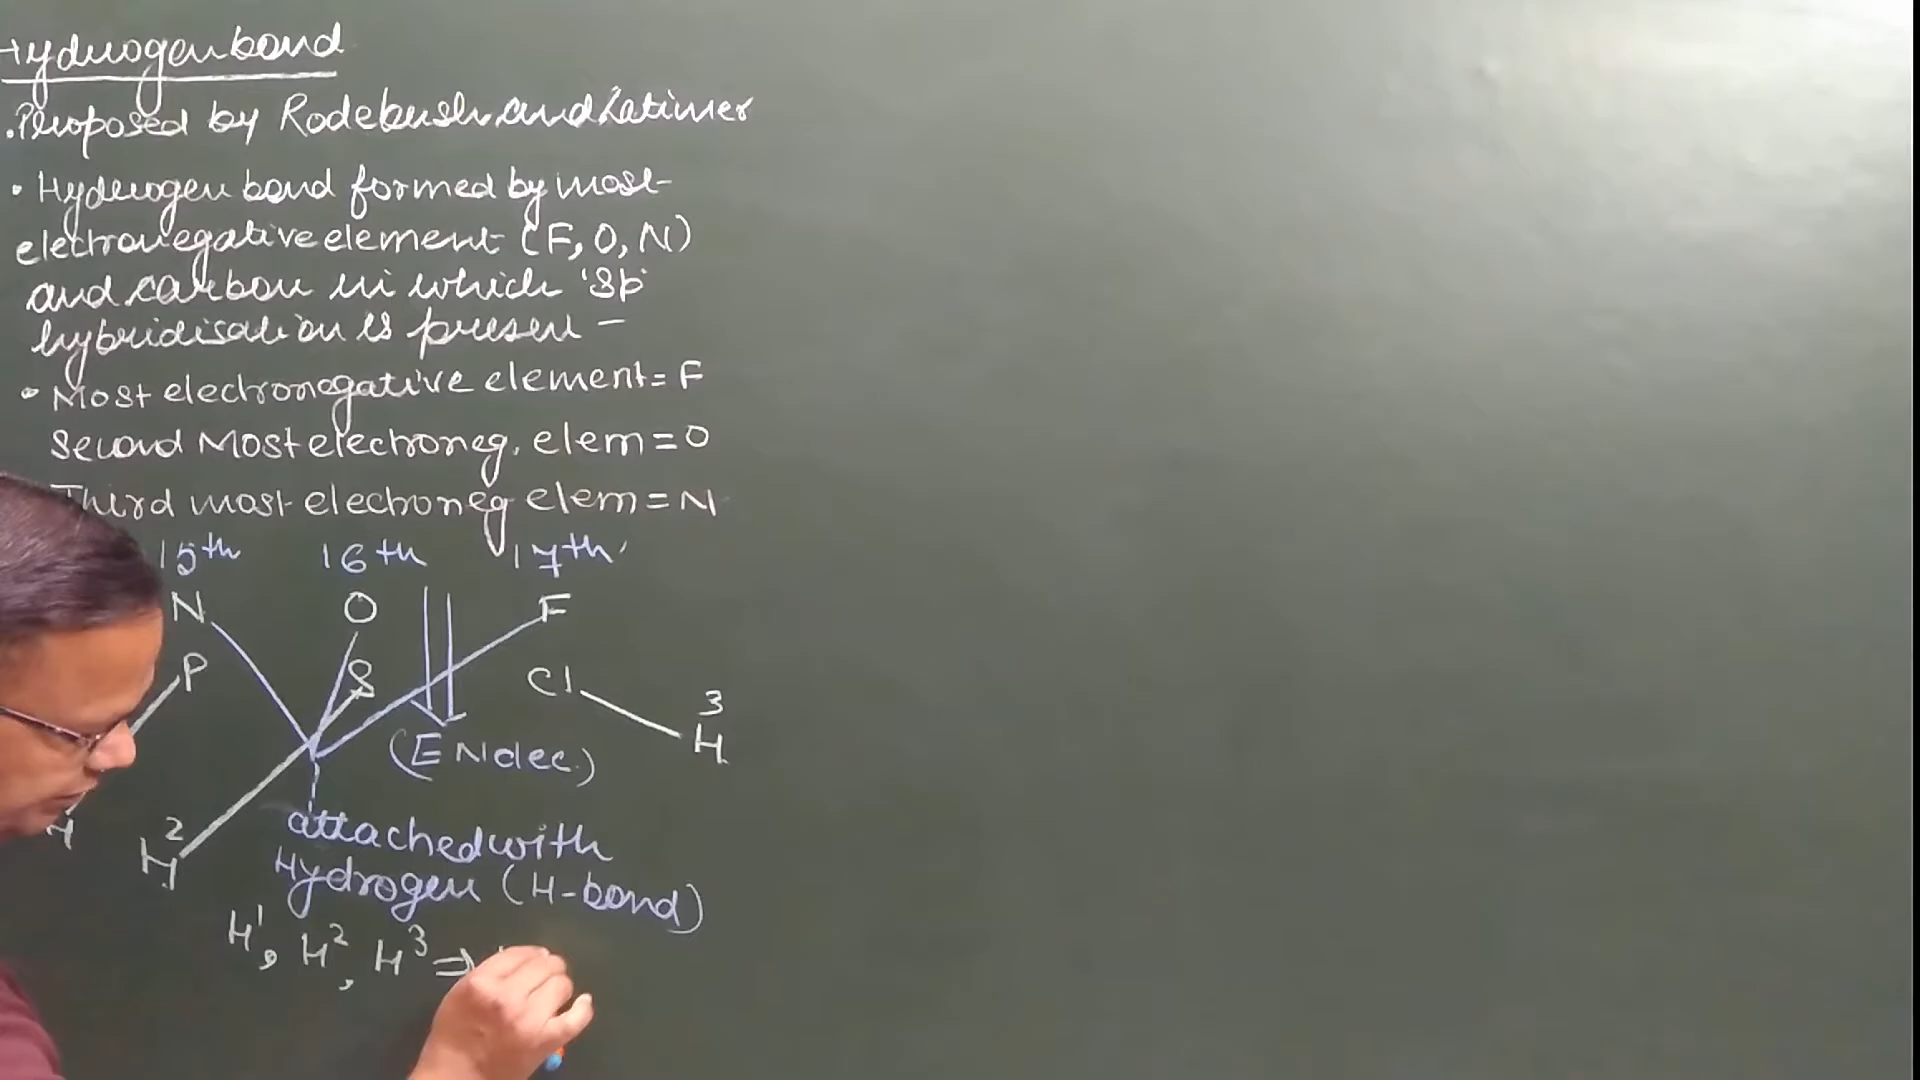 Hydrogen bond
. Proposed by Rodebush and Latimer
• Hydrogen bond formed by most
electronegative element (F, O, N)
and carbon in which 'Sp'
hybridisation is present –
• Most electronegative element = F
Second Most electroneg. elem = O
Third most electroneg elem = N
15th 16th 17th
N O F
P S Cl
3
H
(EN dec.)
H
2
H
attached with
Hydrogen (H-bond)
H1, H2, H3 ⇒